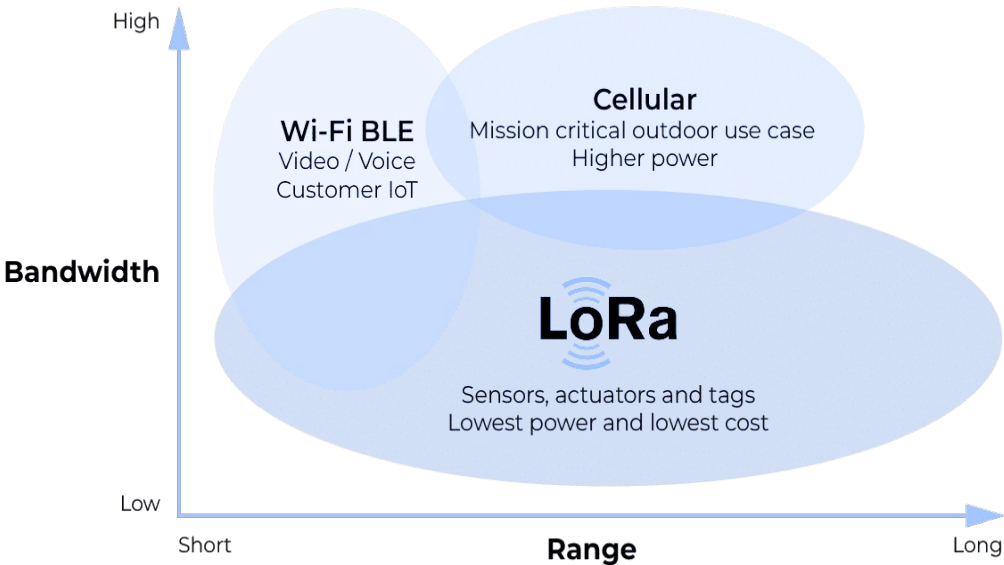 High
Cellular
Wi-Fi BLE
Mission critical outdoor use case
Video / Voice
Higher power
Customer IoT
Bandwidth
LoRa
Sensors, actuators and tags
Lowest power and lowest cost
Low
Short
Range
Long